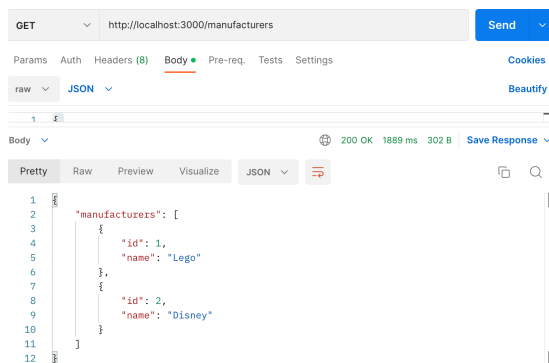 GET http://localhost:3000/manufacturers Send
Params Auth Headers (8) Body Pre-req. Tests Settings Cookies
raw JSON Beautify
1 {
Body 200 OK 1889 ms 302 B Save Response
Pretty Raw Preview Visualize JSON
1 {
2 "manufacturers": [
3 {
4 "id": 1,
5 "name": "Lego"
6 },
7 {
8 "id": 2,
9 "name": "Disney"
10 }
11 ]
12 }